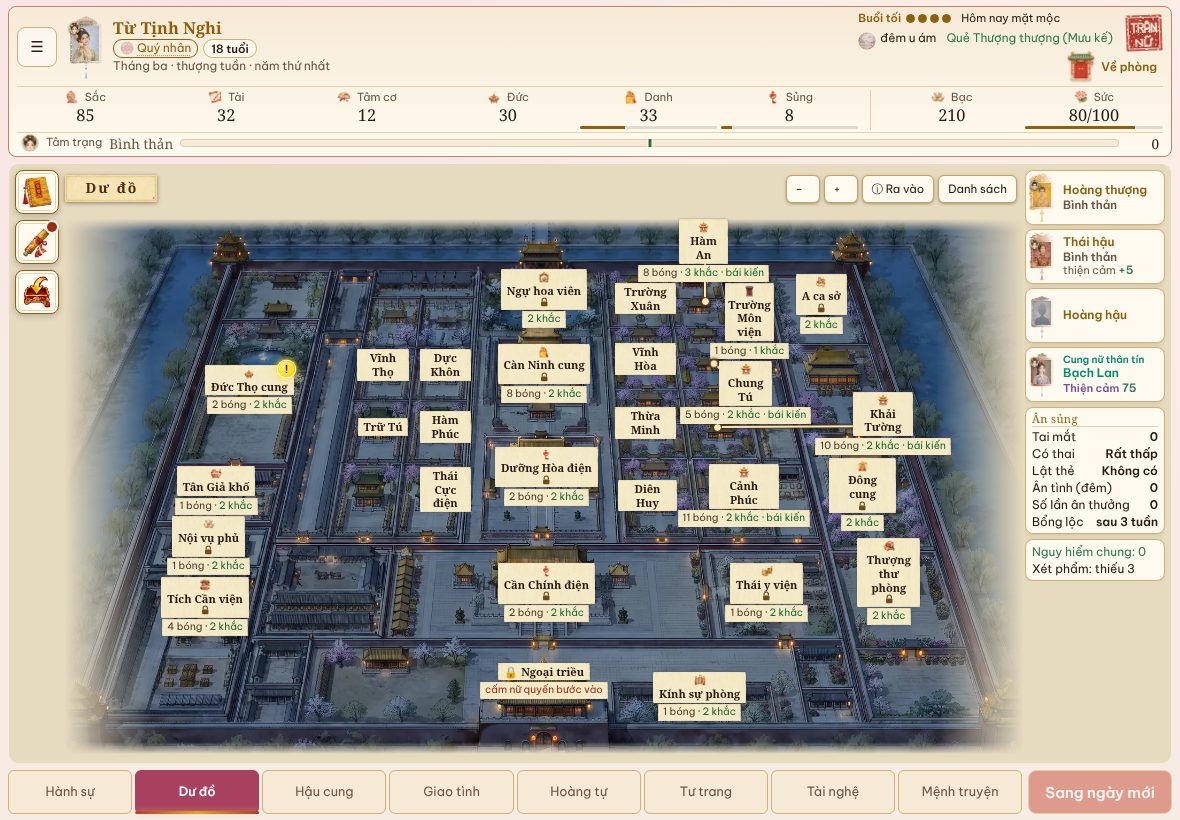 Từ Tịnh Nghi
Quý nhân
18 tuổi
Tháng ba · thượng tuần · năm thứ nhất
Buổi tối
Hôm nay mặt mộc
đêm u ám
Quẻ Thượng thượng (Mưu kế)
Về phòng
TRẦN NỮ
Sắc
85
Tài
32
Tâm cơ
12
Đức
30
Danh
33
Sủng
8
Bạc
210
Sức
80/100
Tâm trạng
Bình thản
0
Dư đồ
−
+
ⓘ Ra vào
Danh sách
Hàm An
8 bóng · 3 khắc · bái kiến
Ngự hoa viên
2 khắc
Trường Xuân
Trường Môn viện
1 bóng · 1 khắc
A ca sở
2 khắc
Vĩnh Thọ
Dực Khôn
Càn Ninh cung
8 bóng · 2 khắc
Vĩnh Hòa
Chung Tú
5 bóng · 2 khắc · bái kiến
Đức Thọ cung
!
2 bóng · 2 khắc
Trữ Tú
Hàm Phúc
Thừa Minh
Khải Tường
10 bóng · 2 khắc · bái kiến
Tân Giả khố
1 bóng · 2 khắc
Thái Cực điện
Dưỡng Hòa điện
2 bóng · 2 khắc
Diên Huy
Cảnh Phúc
11 bóng · 2 khắc · bái kiến
Đông cung
2 khắc
Nội vụ phủ
1 bóng · 2 khắc
Tích Cần viện
4 bóng · 2 khắc
Cần Chính điện
2 bóng · 2 khắc
Thái y viện
1 bóng · 2 khắc
Thượng thư phòng
2 khắc
Ngoại triều
cấm nữ quyến bước vào
Kính sự phòng
1 bóng · 2 khắc
Hoàng thượng
Bình thản
Thái hậu
Bình thản
thiện cảm +5
Hoàng hậu
Cung nữ thân tín
Bạch Lan
Thiện cảm 75
Ân sủng
Tai mắt 0
Có thai Rất thấp
Lật thẻ Không có
Ân tình (đêm) 0
Số lần ân thưởng 0
Bổng lộc sau 3 tuần
Nguy hiểm chung: 0
Xét phẩm: thiếu 3
Hành sự
Dư đồ
Hậu cung
Giao tình
Hoàng tự
Tư trang
Tài nghệ
Mệnh truyện
Sang ngày mới